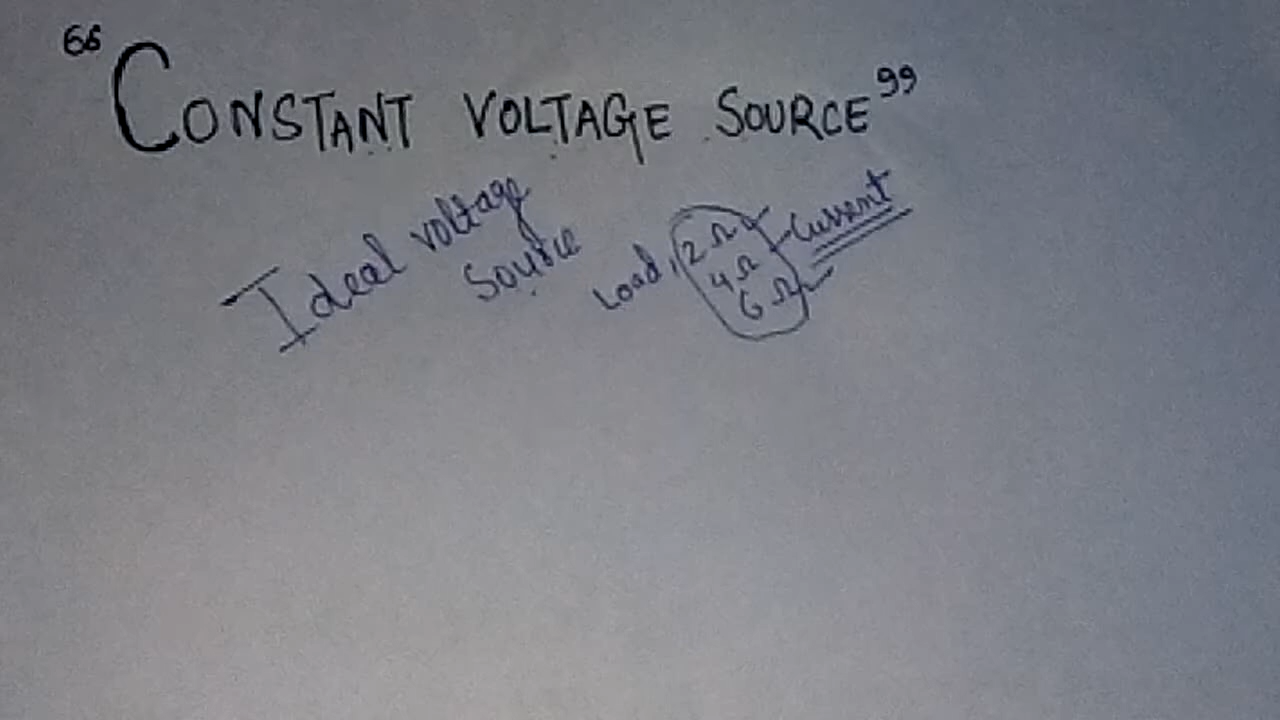 “CONSTANT VOLTAGE SOURCE”
Ideal voltage
Source
Load, 2 Ω
4 Ω
6 Ω
Current